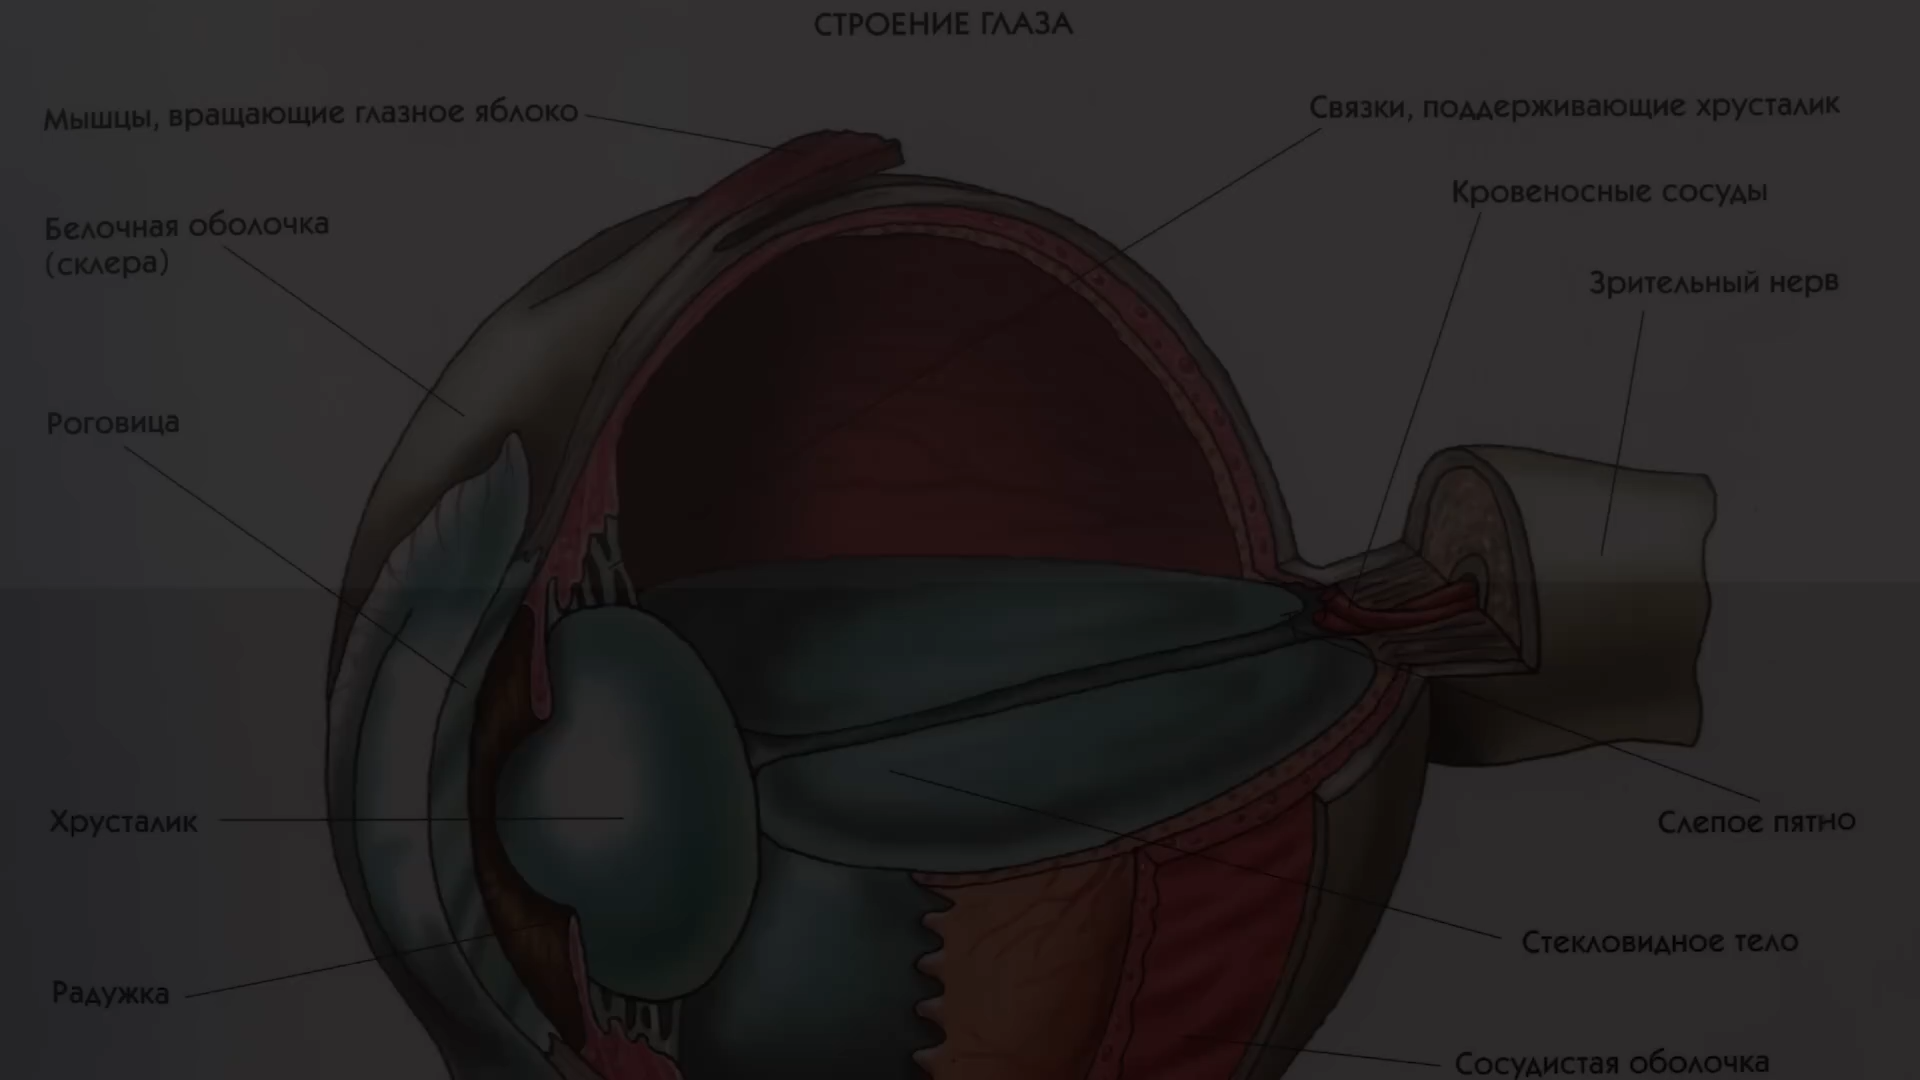 СТРОЕНИЕ ГЛАЗА
Мышцы, вращающие глазное яблоко
Связки, поддерживающие хрусталик
Кровеносные сосуды
Белочная оболочка
(склера)
Зрительный нерв
Роговица
Хрусталик
Слепое пятно
Стекловидное тело
Радужка
Сосудистая оболочка